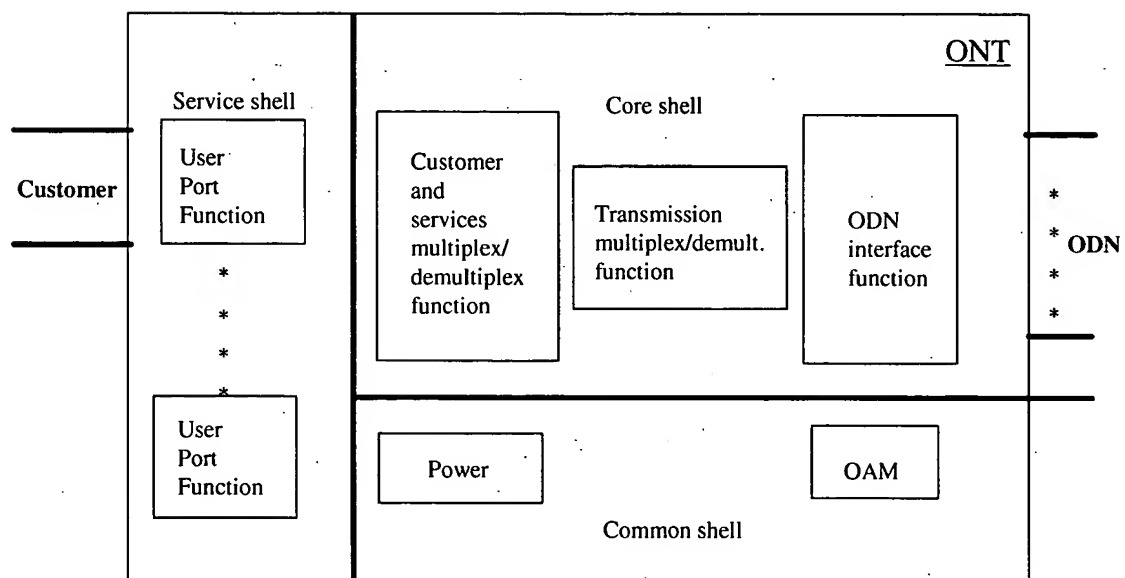 ONT
Service shell
Core shell
Customer
User
Port
Function
*
*
*
*
User
Port
Function
Customer
and
services
multiplex/
demultiplex
function
Transmission
multiplex/demult.
function
ODN
interface
function
*
*
*
*
ODN
Power
OAM
Common shell